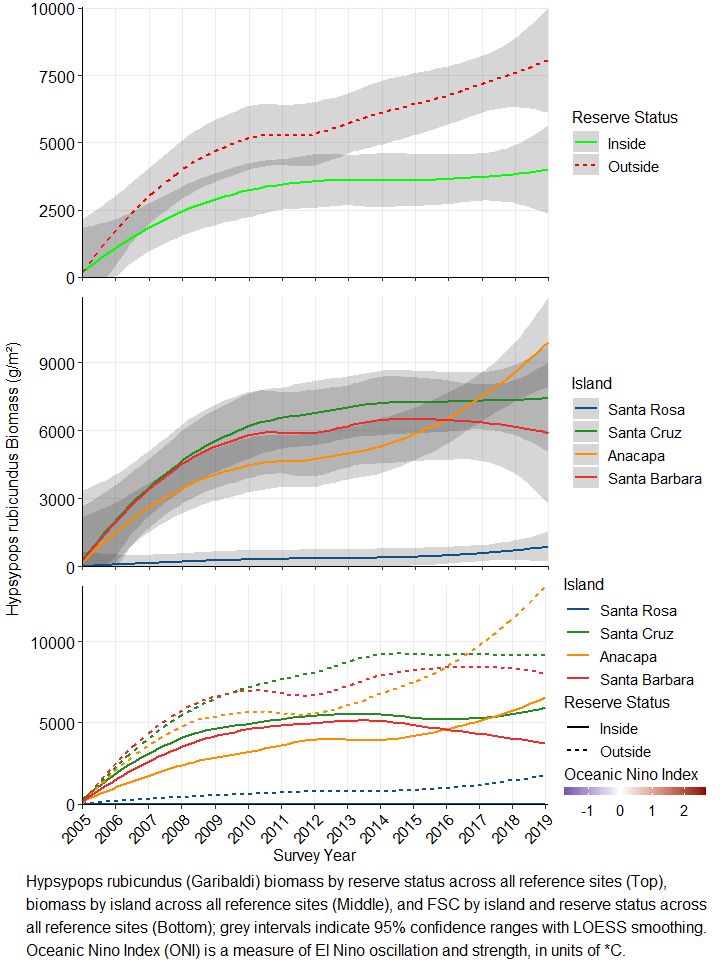 10000
7500
5000
2500
0
Reserve Status
Inside
Outside
Hypsypops rubicundus Biomass (g/m²)
9000
6000
3000
0
Island
Santa Rosa
Santa Cruz
Anacapa
Santa Barbara
10000
5000
0
2005 2006 2007 2008 2009 2010 2011 2012 2013 2014 2015 2016 2017 2018 2019
Survey Year
Island
Santa Rosa
Santa Cruz
Anacapa
Santa Barbara
Reserve Status
Inside
Outside
Oceanic Nino Index
-1 0 1 2
Hypsypops rubicundus (Garibaldi) biomass by reserve status across all reference sites (Top),
biomass by island across all reference sites (Middle), and FSC by island and reserve status across
all reference sites (Bottom); grey intervals indicate 95% confidence ranges with LOESS smoothing.
Oceanic Nino Index (ONI) is a measure of El Nino oscillation and strength, in units of *C.